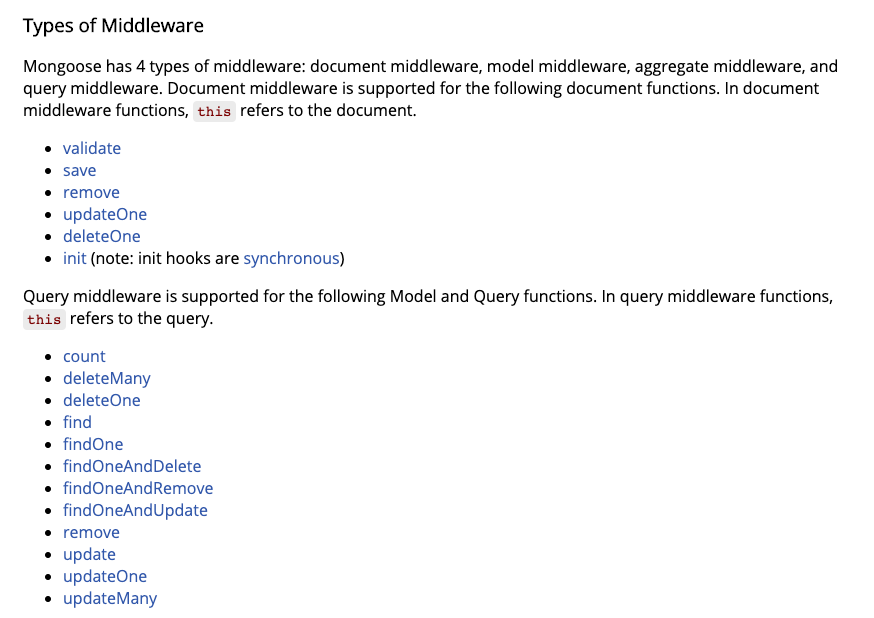 Types of Middleware
Mongoose has 4 types of middleware: document middleware, model middleware, aggregate middleware, and
query middleware. Document middleware is supported for the following document functions. In document
middleware functions, this refers to the document.
• validate
• save
• remove
• updateOne
• deleteOne
• init (note: init hooks are synchronous)
Query middleware is supported for the following Model and Query functions. In query middleware functions,
this refers to the query.
• count
• deleteMany
• deleteOne
• find
• findOne
• findOneAndDelete
• findOneAndRemove
• findOneAndUpdate
• remove
• update
• updateOne
• updateMany